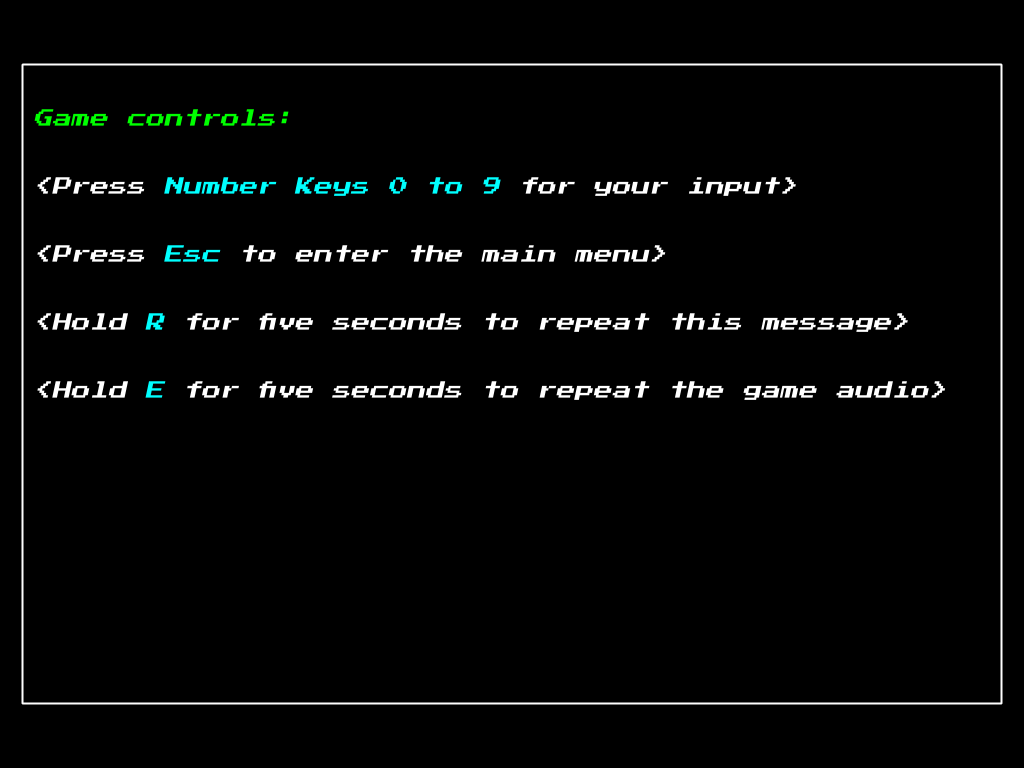 Game controls:
<Press Number Keys 0 to 9 for your input>
<Press Esc to enter the main menu>
<Hold R for five seconds to repeat this message>
<Hold E for five seconds to repeat the game audio>